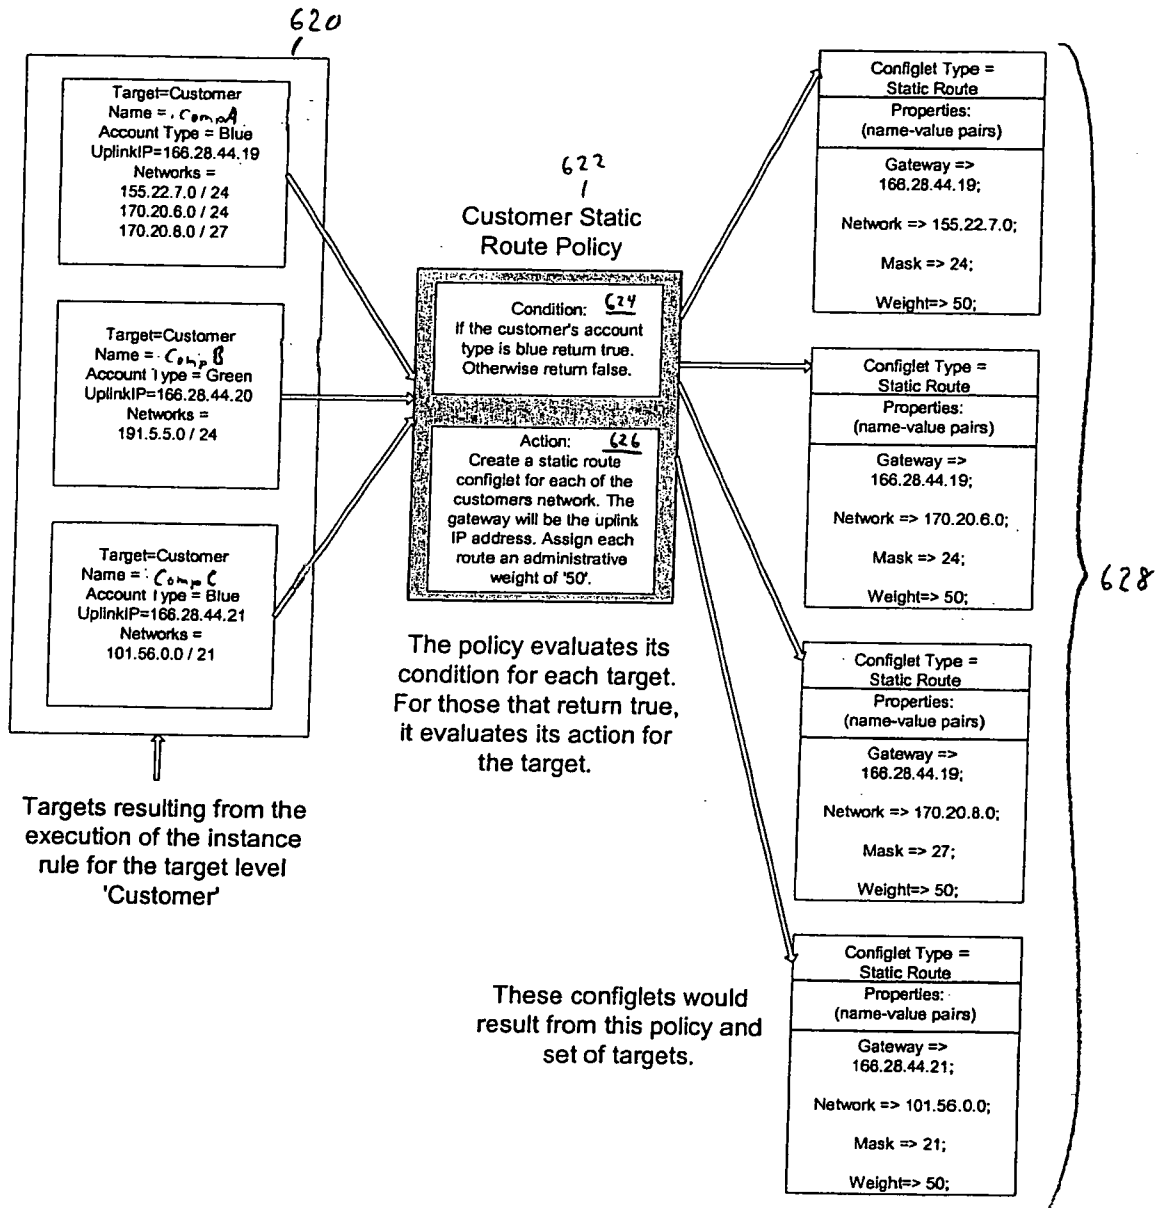 620
Target=Customer
Name = CompA
Account Type = Blue
UplinkIP=166.28.44.19
Networks =
155.22.7.0 / 24
170.20.6.0 / 24
170.20.8.0 / 27
Target=Customer
Name = CompB
Account Type = Green
UplinkIP=166.28.44.20
Networks =
191.5.5.0 / 24
Target=Customer
Name = CompC
Account Type = Blue
UplinkIP=166.28.44.21
Networks =
101.56.0.0 / 21
Targets resulting from the
execution of the instance
rule for the target level
'Customer'
622
Customer Static
Route Policy
Condition: 624
If the customer's account
type is blue return true.
Otherwise return false.
Action: 626
Create a static route
configlet for each of the
customers network. The
gateway will be the uplink
IP address. Assign each
route an administrative
weight of '50'.
The policy evaluates its
condition for each target.
For those that return true,
it evaluates its action for
the target.
These configlets would
result from this policy and
set of targets.
Configlet Type =
Static Route
Properties:
(name-value pairs)
Gateway =>
166.28.44.19;
Network => 155.22.7.0;
Mask => 24;
Weight=> 50;
Configlet Type =
Static Route
Properties:
(name-value pairs)
Gateway =>
166.28.44.19;
Network => 170.20.6.0;
Mask => 24;
Weight=> 50;
Configlet Type =
Static Route
Properties:
(name-value pairs)
Gateway =>
166.28.44.19;
Network => 170.20.8.0;
Mask => 27;
Weight=> 50;
Configlet Type =
Static Route
Properties:
(name-value pairs)
Gateway =>
166.28.44.21;
Network => 101.56.0.0;
Mask => 21;
Weight=> 50;
628